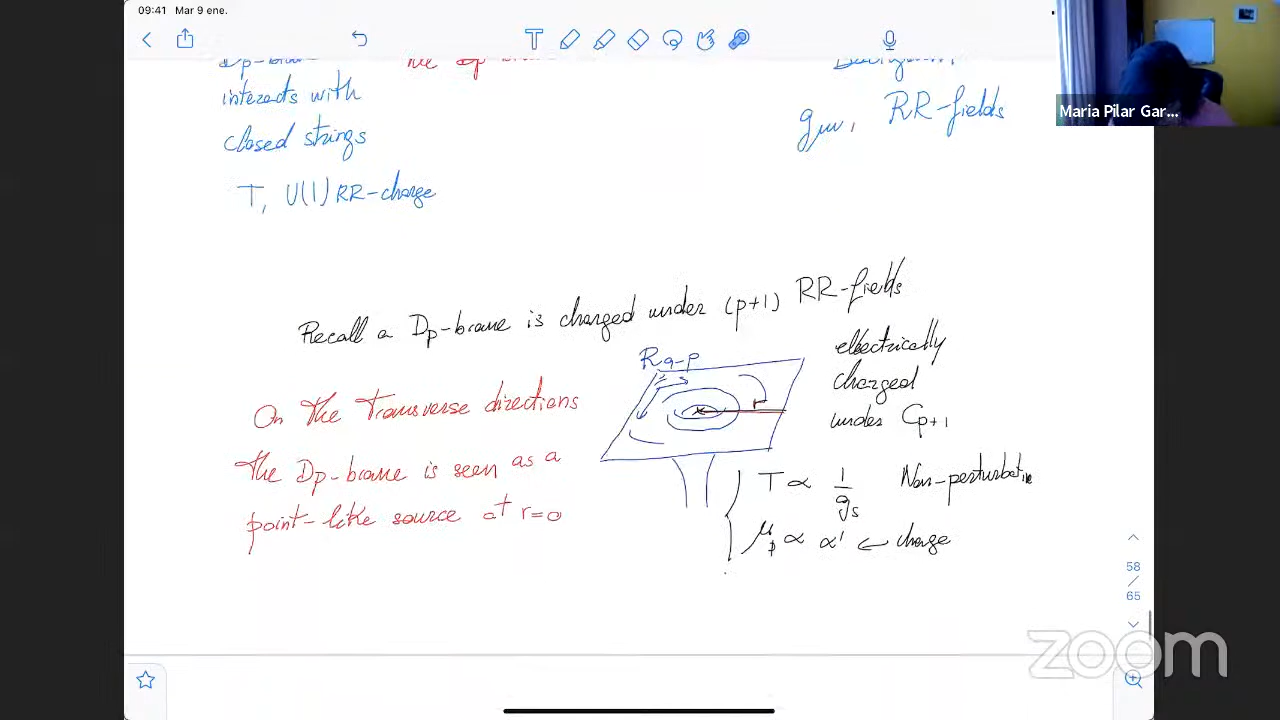 09:41 Mar 9 ene.
interacts with
closed strings
T, U(1) RR-charge
gμν, RR-fields
Maria Pilar Gar...
Recall a Dp-brane is charged under (p+1) RR-fields
R9-p
electrically
charged
under Cp+1
r
On the transverse directions
the Dp-brane is seen as a
point-like source at r=0
T ∝ 1/gs Non-perturbative
μp ∝ α' ← charge
58
/
65
zoom